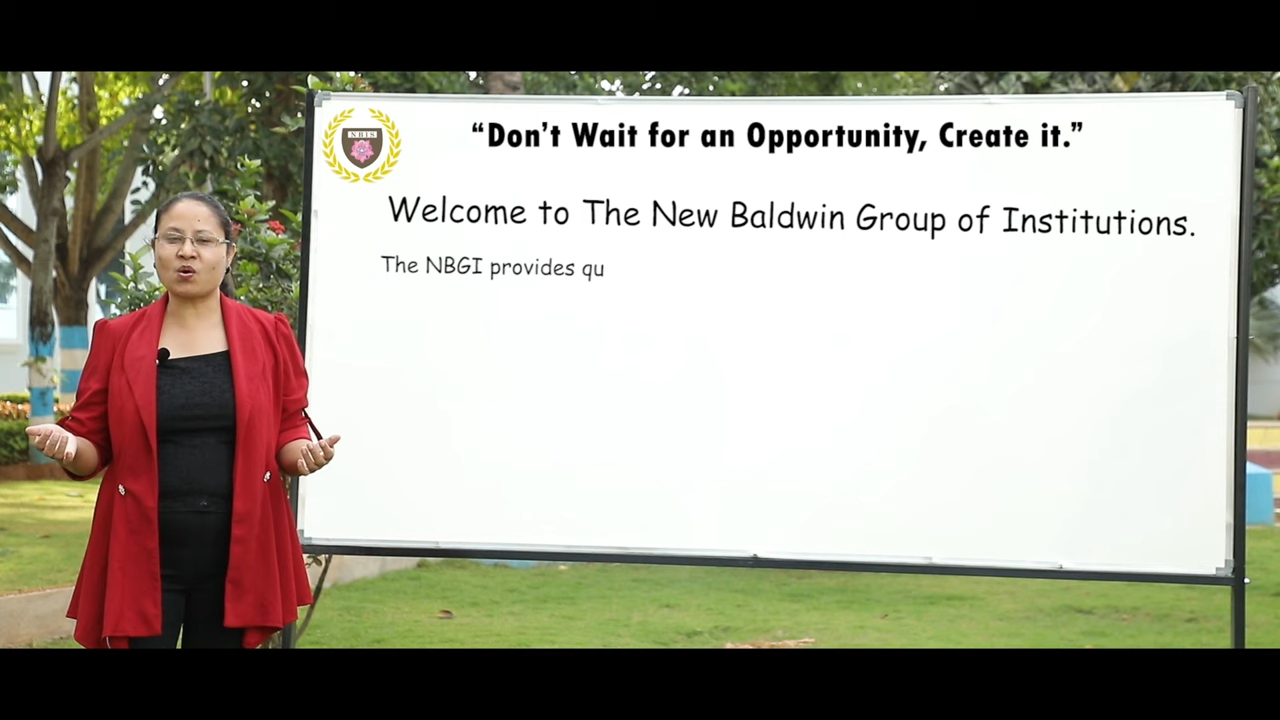 NBIS
“Don’t Wait for an Opportunity, Create it.”
Welcome to The New Baldwin Group of Institutions.
The NBGI provides qu